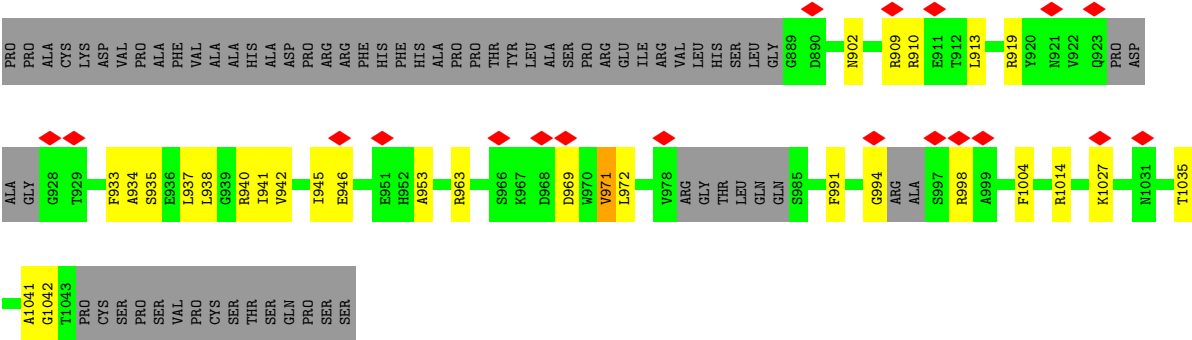 PRO PRO ALA CYS LYS ASP VAL PRO ALA PHE VAL ALA ALA HIS ALA ASP PRO ARG ARG PHE HIS PHE HIS ALA PRO PRO THR TYR LEU ALA SER PRO ARG GLU ILE ARG VAL LEU HIS SER LEU GLY G889 D890 N902 R909 R910 E911 T912 L913 R919 Y920 N921 V922 Q923 PRO ASP
ALA GLY G928 T929 F933 A934 S935 E936 L937 L938 G939 R940 I941 V942 I945 E946 E951 H952 A953 R963 S966 K967 D968 D969 W970 V971 L972 V978 ARG GLY THR LEU GLN GLN S985 F991 G994 ARG ALA S997 R998 A999 F1004 R1014 K1027 N1031 T1035
A1041 G1042 T1043 PRO CYS SER PRO SER VAL PRO CYS SER THR SER GLN PRO SER SER